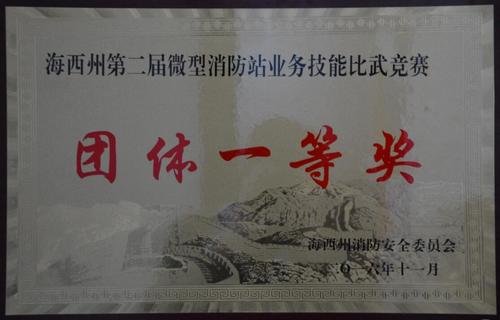 海西州第二届微型消防站业务技能比武竞赛
团体一等奖
海西州消防安全委员会
二〇一六年十一月